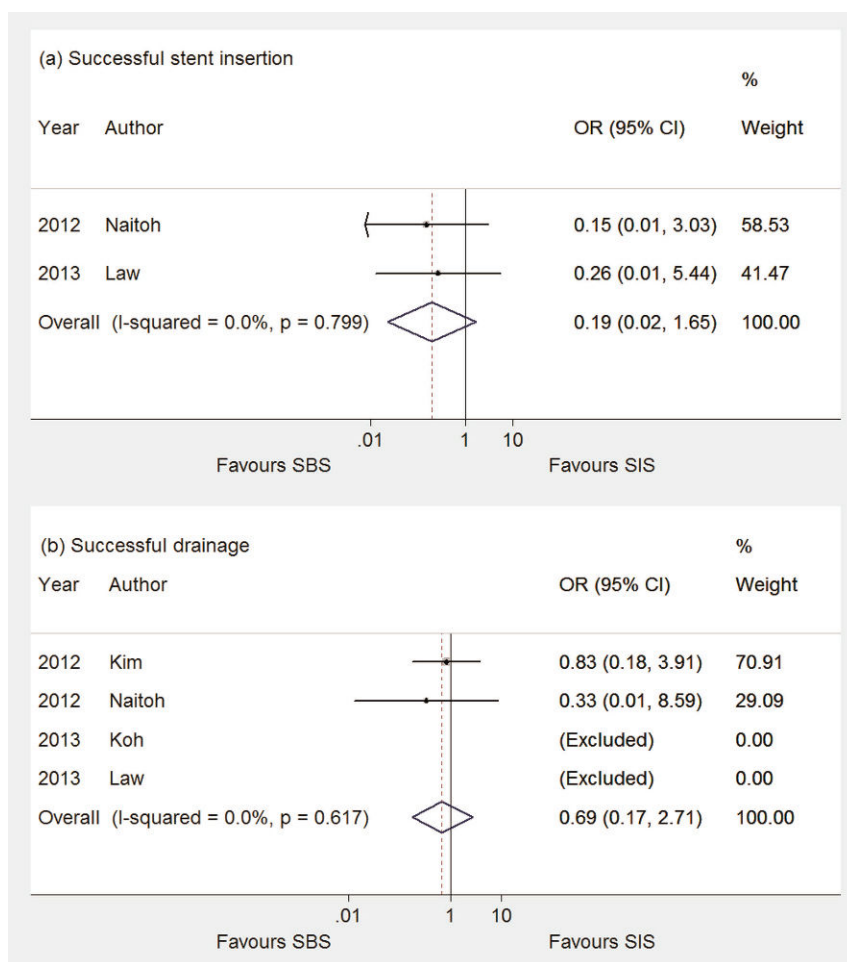 (a) Successful stent insertion
%
Year Author OR (95% CI) Weight
2012 Naitoh 0.15 (0.01, 3.03) 58.53
2013 Law 0.26 (0.01, 5.44) 41.47
Overall (I-squared = 0.0%, p = 0.799) 0.19 (0.02, 1.65) 100.00
.01 1 10
Favours SBS Favours SIS
(b) Successful drainage %
Year Author OR (95% CI) Weight
2012 Kim 0.83 (0.18, 3.91) 70.91
2012 Naitoh 0.33 (0.01, 8.59) 29.09
2013 Koh (Excluded) 0.00
2013 Law (Excluded) 0.00
Overall (I-squared = 0.0%, p = 0.617) 0.69 (0.17, 2.71) 100.00
.01 1 10
Favours SBS Favours SIS